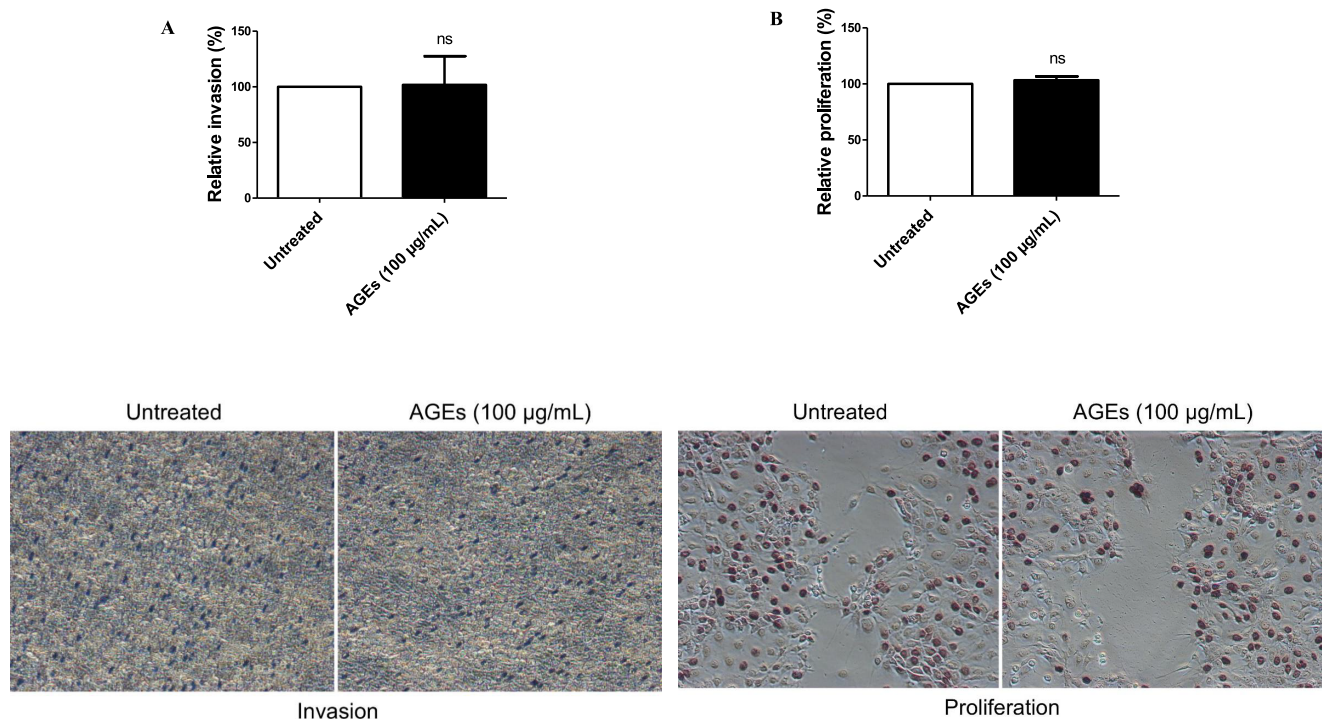 A
Relative invasion (%)
150
100
50
0
ns
Untreated
AGEs (100 µg/mL)
B
Relative proliferation (%)
150
100
50
0
ns
Untreated
AGEs (100 µg/mL)
Untreated
AGEs (100 µg/mL)
Invasion
Untreated
AGEs (100 µg/mL)
Proliferation